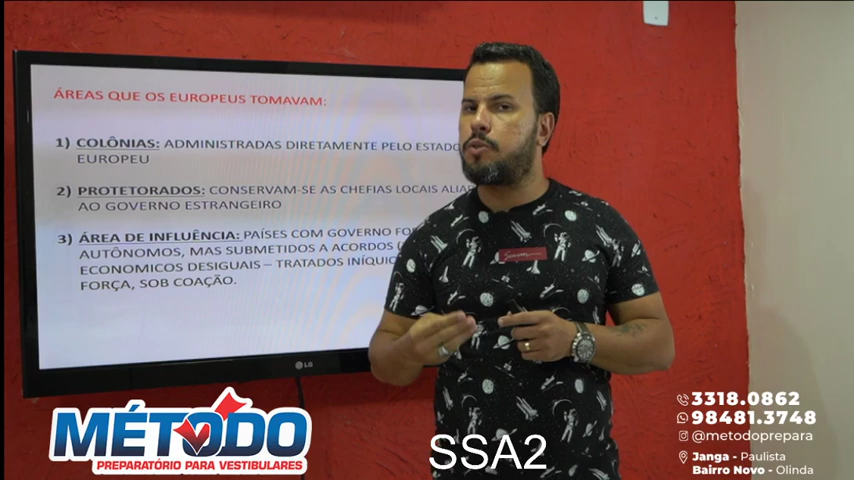 ÁREAS QUE OS EUROPEUS TOMAVAM:
1) COLÔNIAS: ADMINISTRADAS DIRETAMENTE PELO ESTADO
EUROPEU
2) PROTETORADOS: CONSERVAM-SE AS CHEFIAS LOCAIS
AO GOVERNO ESTRANGEIRO
3) ÁREA DE INFLUÊNCIA: PAÍSES COM GOVERNO
AUTÔNOMOS, MAS SUBMETIDOS A ACORDOS
ECONOMICOS DESIGUAIS – TRATADOS
FORÇA, SOB COAÇÃO.
LG
MÉTODO
PREPARATÓRIO PARA VESTIBULARES
SSA2
3318.0862
98481.3748
@metodoprepara
Janga - Paulista
Bairro Novo - Olinda